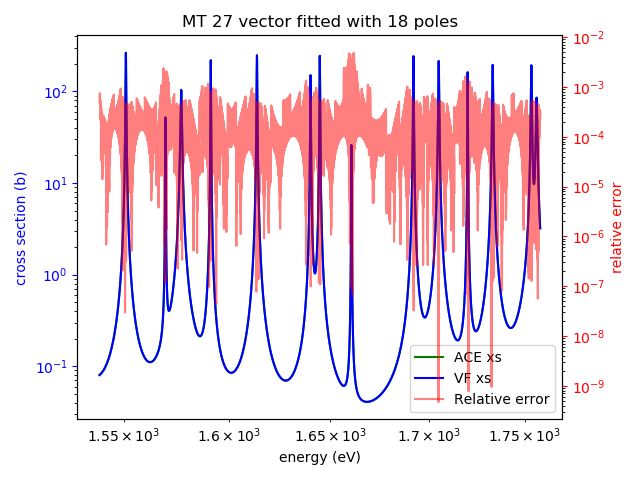 MT 27 vector fitted with 18 poles
cross section (b)
10²
10¹
10⁰
10⁻¹
10⁻²
10⁻³
10⁻⁴
10⁻⁵
10⁻⁶
10⁻⁷
10⁻⁸
10⁻⁹
relative error
ACE xs
VF xs
Relative error
1.55 × 10³ 1.6 × 10³ 1.65 × 10³ 1.7 × 10³ 1.75 × 10³
energy (eV)